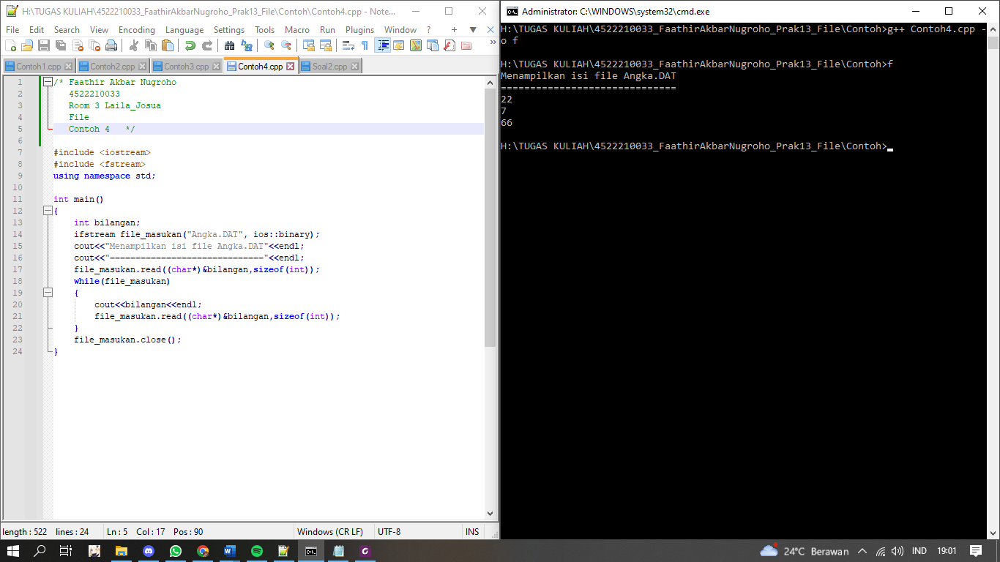 H:\TUGAS KULIAH\4522210033_FaathirAkbarNugroho_Prak13_File\Contoh\Contoh4.cpp - Note...
File Edit Search View Encoding Language Settings Tools Macro Run Plugins Window ? + ▼ X
Contoh1.cpp Contoh2.cpp Contoh3.cpp Contoh4.cpp Soal2.cpp
1 /* Faathir Akbar Nugroho
2 4522210033
3 Room 3 Laila_Josua
4 File
5 Contoh 4   */
6
7 #include <iostream>
8 #include <fstream>
9 using namespace std;
10
11 int main()
12 {
13     int bilangan;
14     ifstream file_masukan("Angka.DAT", ios::binary);
15     cout<<"Menampilkan isi file Angka.DAT"<<endl;
16     cout<<"=============================="<<endl;
17     file_masukan.read((char*)&bilangan,sizeof(int));
18     while(file_masukan)
19     {
20         cout<<bilangan<<endl;
21         file_masukan.read((char*)&bilangan,sizeof(int));
22     }
23     file_masukan.close();
24 }
length : 522 lines : 24 Ln : 5 Col : 17 Pos : 90 Windows (CR LF) UTF-8 INS
Administrator: C:\WINDOWS\system32\cmd.exe
H:\TUGAS KULIAH\4522210033_FaathirAkbarNugroho_Prak13_File\Contoh>g++ Contoh4.cpp -
o f
H:\TUGAS KULIAH\4522210033_FaathirAkbarNugroho_Prak13_File\Contoh>f
Menampilkan isi file Angka.DAT
==============================
22
7
66
H:\TUGAS KULIAH\4522210033_FaathirAkbarNugroho_Prak13_File\Contoh>
24°C Berawan IND 19:01